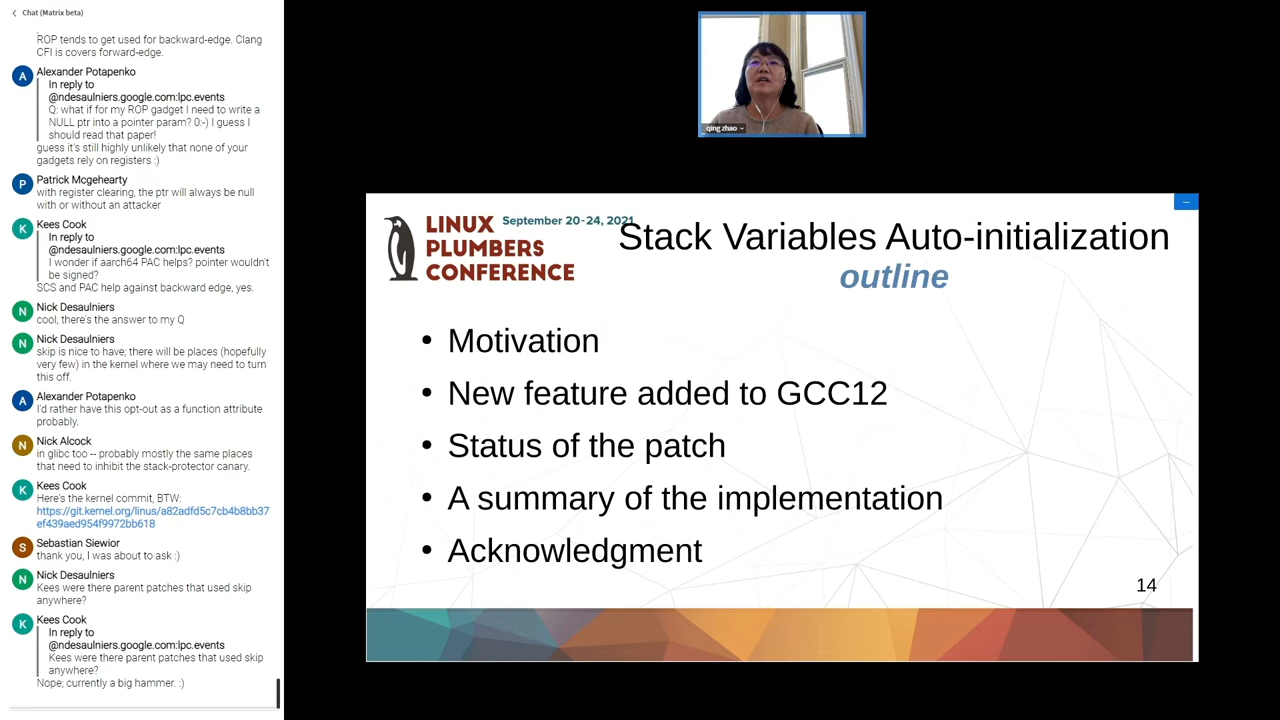 Chat (Matrix beta)
ROP tends to get used for backward-edge. Clang
CFI is covers forward-edge.
A
Alexander Potapenko
In reply to
@ndesaulniers.google.com:lpc.events
Q: what if for my ROP gadget I need to write a
NULL ptr into a pointer param? 0:-) I guess I
should read that paper!
guess it's still highly unlikely that none of your
gadgets rely on registers :)
P
Patrick Mcgehearty
with register clearing, the ptr will always be null
with or without an attacker
K
Kees Cook
In reply to
@ndesaulniers.google.com:lpc.events
I wonder if aarch64 PAC helps? pointer wouldn't
be signed?
SCS and PAC help against backward edge, yes.
N
Nick Desaulniers
cool, there's the answer to my Q
N
Nick Desaulniers
skip is nice to have; there will be places (hopefully
very few) in the kernel where we may need to turn
this off.
A
Alexander Potapenko
I'd rather have this opt-out as a function attribute
probably.
N
Nick Alcock
in glibc too -- probably mostly the same places
that need to inhibit the stack-protector canary.
K
Kees Cook
Here's the kernel commit, BTW:
https://git.kernel.org/linus/a82adfd5c7cb4b8bb37
ef439aed954f9972bb618
S
Sebastian Siewior
thank you, I was about to ask :)
N
Nick Desaulniers
Kees were there parent patches that used skip
anywhere?
K
Kees Cook
In reply to
@ndesaulniers.google.com:lpc.events
Kees were there parent patches that used skip
anywhere?
Nope; currently a big hammer. :)
qing zhao
LINUX
PLUMBERS
CONFERENCE
September 20-24, 2021
Stack Variables Auto-initialization
outline
• Motivation
• New feature added to GCC12
• Status of the patch
• A summary of the implementation
• Acknowledgment
14